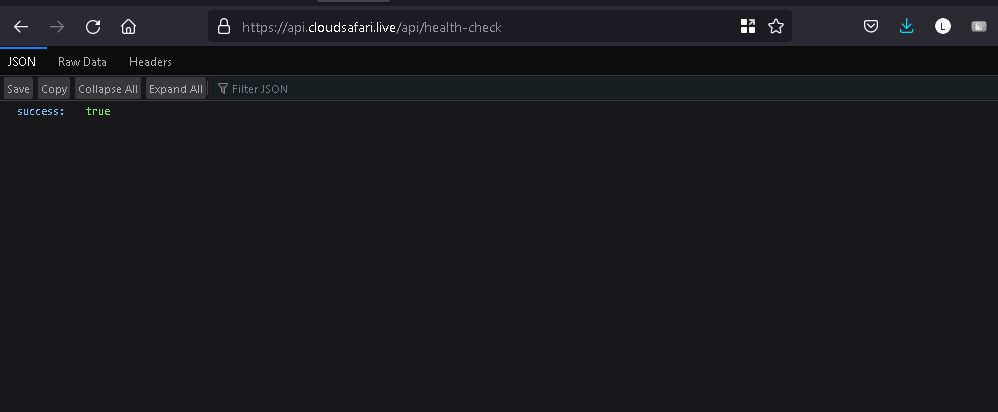 https://api.cloudsafari.live/api/health-check
L
JSON Raw Data Headers
Save Copy Collapse All Expand All Filter JSON
success: true